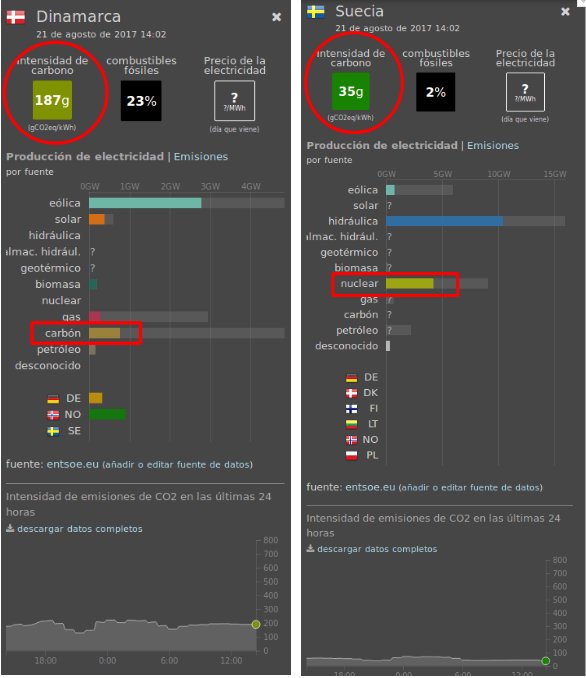 Dinamarca ×
21 de agosto de 2017 14:02
Intensidad de carbono
187g
(gCO2eq/kWh)
combustibles fósiles
23%
Precio de la electricidad
?
?/MWh
(día que viene)
Producción de electricidad | Emisiones
por fuente
0GW 1GW 2GW 3GW 4GW
eólica
solar
hidráulica
almac. hidrául. ?
geotérmico ?
biomasa
nuclear
gas
carbón
petróleo
desconocido
DE
NO
SE
fuente: entsoe.eu (añadir o editar fuente de datos)
Intensidad de emisiones de CO2 en las últimas 24
horas
descargar datos completos
800
700
600
500
400
300
200
100
0
18:00 0:00 6:00 12:00
Suecia ×
21 de agosto de 2017 14:02
Intensidad de carbono
35g
(gCO2eq/kWh)
combustibles fósiles
2%
Precio de la electricidad
?
?/MWh
(día que viene)
Producción de electricidad | Emisiones
por fuente
0GW 5GW 10GW 15GW
eólica
solar ?
hidráulica
almac. hidrául. ?
geotérmico ?
biomasa ?
nuclear
gas ?
carbón ?
petróleo ?
desconocido
DE
DK
FI
LT
NO
PL
fuente: entsoe.eu (añadir o editar fuente de datos)
Intensidad de emisiones de CO2 en las últimas 24
horas
descargar datos completos
800
700
600
500
400
300
200
100
0
18:00 0:00 6:00 12:00